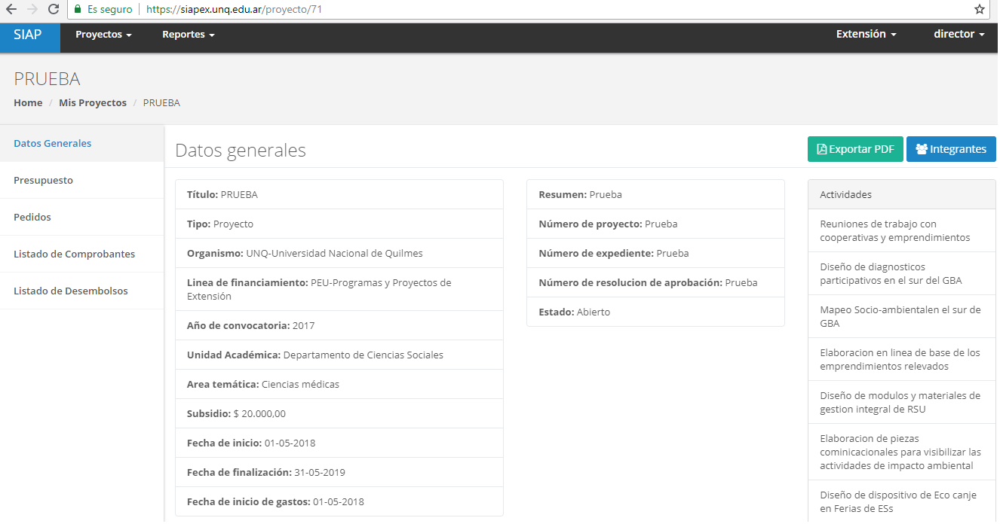 Es seguro | https://siapex.unq.edu.ar/proyecto/71
SIAP Proyectos Reportes Extensión director
PRUEBA
Home / Mis Proyectos / PRUEBA
Datos Generales
Presupuesto
Pedidos
Listado de Comprobantes
Listado de Desembolsos
Datos generales
Exportar PDF Integrantes
Título: PRUEBA
Tipo: Proyecto
Organismo: UNQ-Universidad Nacional de Quilmes
Linea de financiamiento: PEU-Programas y Proyectos de
Extensión
Año de convocatoria: 2017
Unidad Académica: Departamento de Ciencias Sociales
Area temática: Ciencias médicas
Subsidio: $ 20.000,00
Fecha de inicio: 01-05-2018
Fecha de finalización: 31-05-2019
Fecha de inicio de gastos: 01-05-2018
Resumen: Prueba
Número de proyecto: Prueba
Número de expediente: Prueba
Número de resolucion de aprobación: Prueba
Estado: Abierto
Actividades
Reuniones de trabajo con
cooperativas y emprendimientos
Diseño de diagnosticos
participativos en el sur del GBA
Mapeo Socio-ambientalen el sur de
GBA
Elaboracion en linea de base de los
emprendimientos relevados
Diseño de modulos y materiales de
gestion integral de RSU
Elaboracion de piezas
cominicacionales para visibilizar las
actividades de impacto ambiental
Diseño de dispositivo de Eco canje
en Ferias de ESs